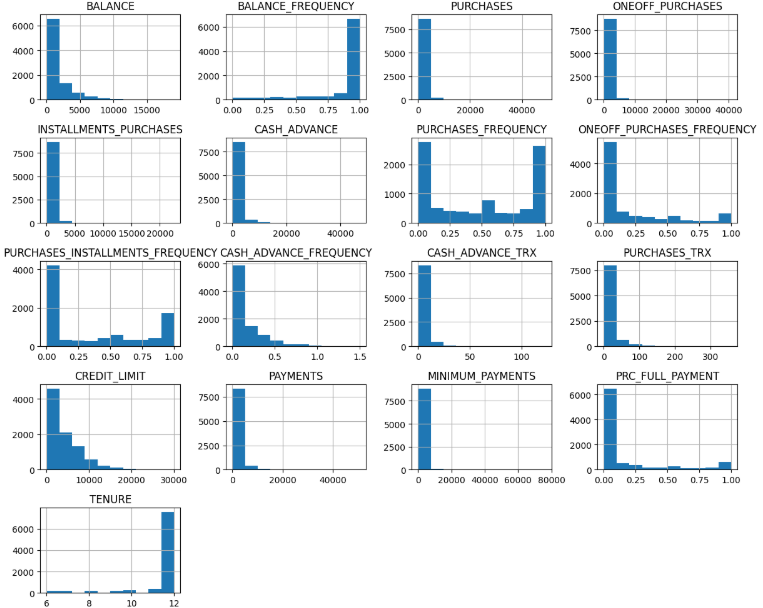 BALANCE BALANCE_FREQUENCY PURCHASES ONEOFF_PURCHASES
6000
4000
2000
0
0 5000 10000 15000
6000
4000
2000
0
0.00 0.25 0.50 0.75 1.00
7500
5000
2500
0
0 20000 40000
7500
5000
2500
0
0 10000 20000 30000 40000
INSTALLMENTS_PURCHASES CASH_ADVANCE PURCHASES_FREQUENCY ONEOFF_PURCHASES_FREQUENCY
7500
5000
2500
0
0 5000 10000 15000 20000
7500
5000
2500
0
0 20000 40000
2000
1000
0
0.00 0.25 0.50 0.75 1.00
4000
2000
0
0.00 0.25 0.50 0.75 1.00
PURCHASES_INSTALLMENTS_FREQUENCY CASH_ADVANCE_FREQUENCY CASH_ADVANCE_TRX PURCHASES_TRX
4000
2000
0
0.00 0.25 0.50 0.75 1.00
6000
4000
2000
0
0.0 0.5 1.0 1.5
7500
5000
2500
0
0 50 100
7500
5000
2500
0
0 100 200 300
CREDIT_LIMIT PAYMENTS MINIMUM_PAYMENTS PRC_FULL_PAYMENT
4000
2000
0
0 10000 20000 30000
7500
5000
2500
0
0 20000 40000
7500
5000
2500
0
0 20000 40000 60000 80000
6000
4000
2000
0
0.00 0.25 0.50 0.75 1.00
TENURE
6000
4000
2000
0
6 8 10 12